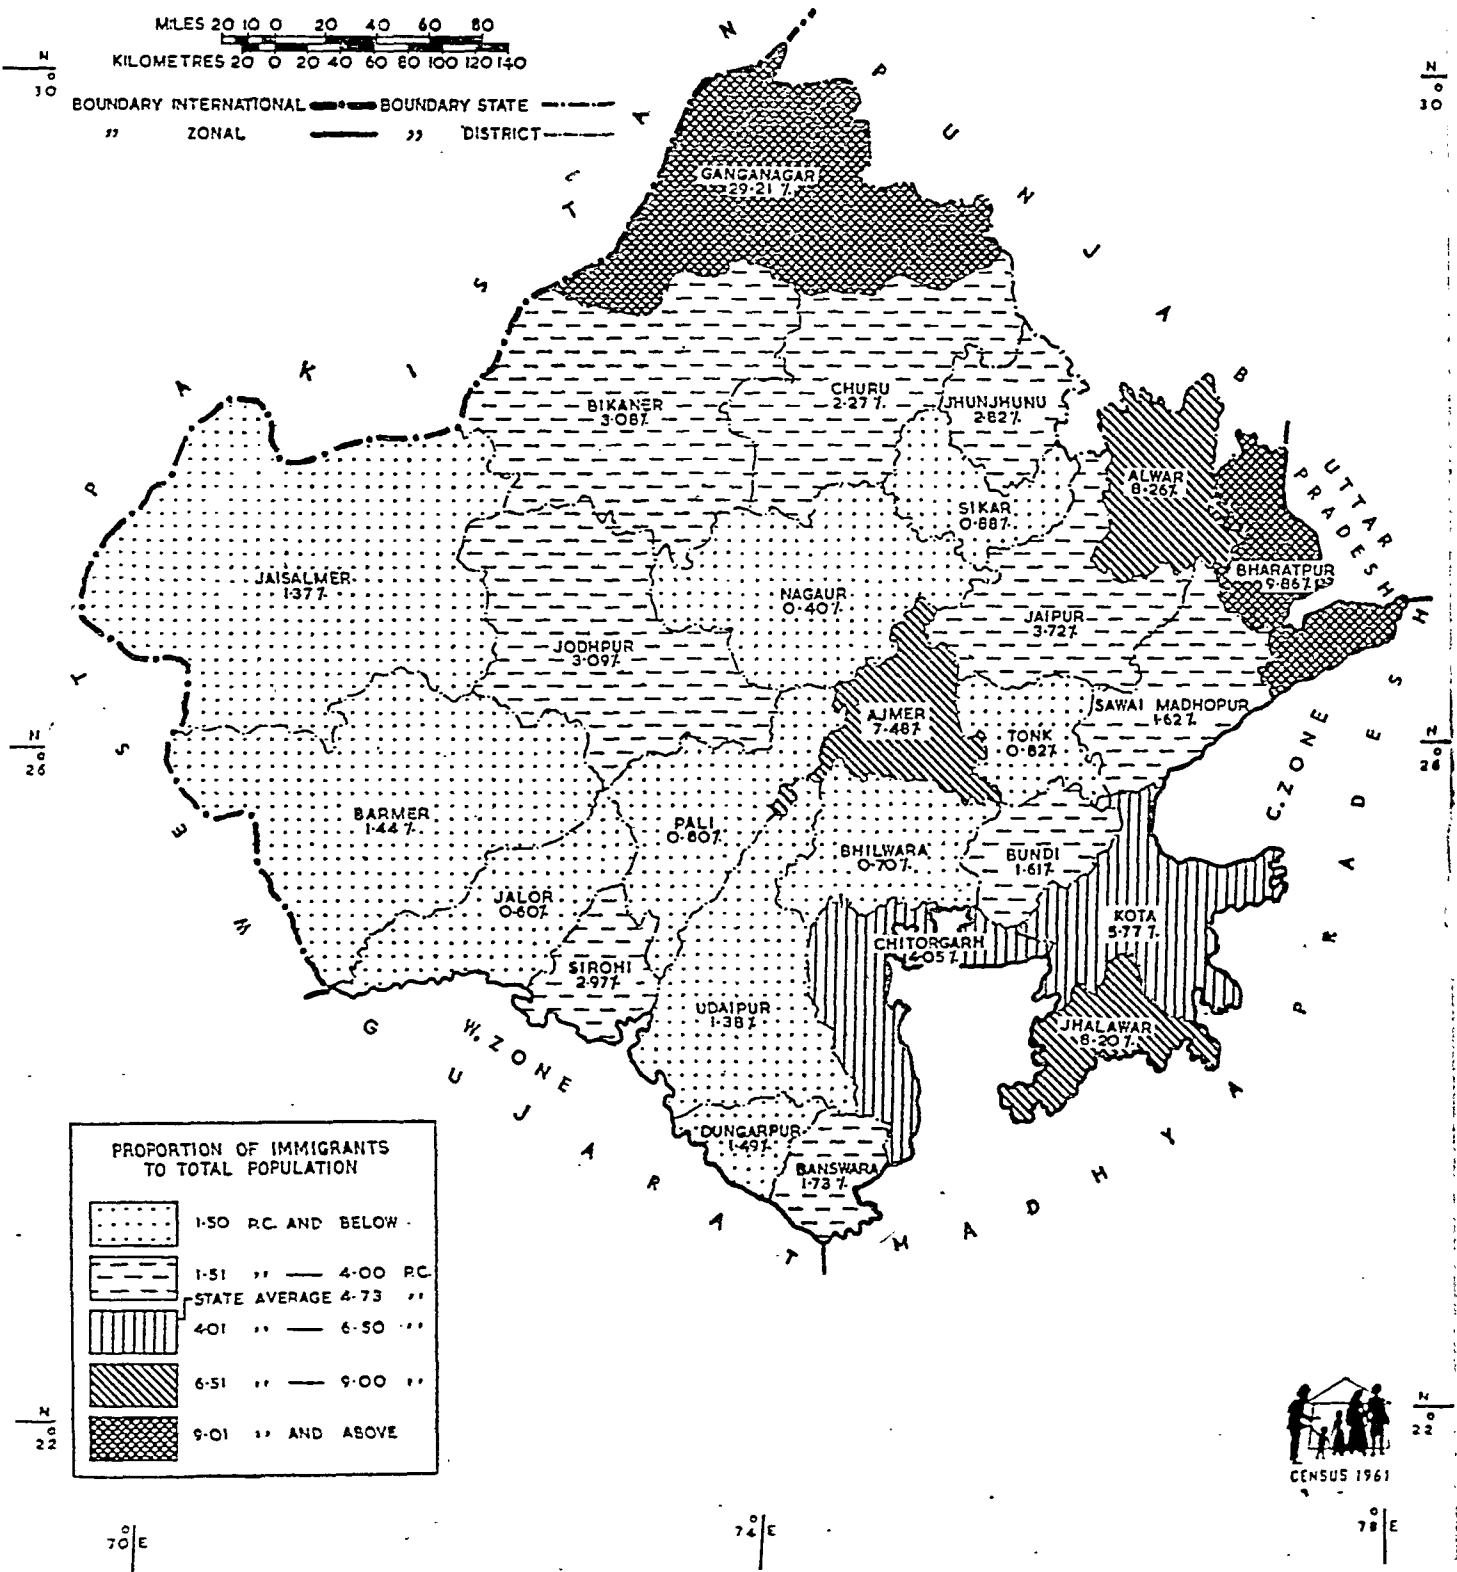 MILES 20 10 0 20 40 60 80
KILOMETRES 20 0 20 40 60 80 100 120 140
BOUNDARY INTERNATIONAL BOUNDARY STATE
" ZONAL " DISTRICT
N 30°
N 30°
WEST PAKISTAN
PUNJAB
UTTAR PRADESH
GANGANAGAR
29·21 %
BIKANER
3·08%
CHURU
2·27%
JHUNJHUNU
2·82%
ALWAR
8·26%
SIKAR
0·88%
BHARATPUR
9·86%
JAISALMER
1·37%
NAGAUR
0·40%
JAIPUR
3·72%
JODHPUR
3·09%
AJMER
7·48%
SAWAI MADHOPUR
1·62%
TONK
0·82%
N 26°
N 26°
C. ZONE
MADHYA PRADESH
BARMER
1·44 %
PALI
0·80%
BHILWARA
0·70%
BUNDI
1·61%
JALOR
0·60%
KOTA
5·77 %
CHITORGARH
4·05%
SIROHI
2·97%
UDAIPUR
1·38%
JHALAWAR
8·20%
W. ZONE
GUJARAT
DUNGARPUR
1·49%
BANSWARA
1·73 %
PROPORTION OF IMMIGRANTS
TO TOTAL POPULATION
1·50 P.C. AND BELOW
1·51 " — 4·00 P.C.
STATE AVERAGE 4·73 "
4·01 " — 6·50 "
6·51 " — 9·00 "
9·01 " AND ABOVE
N 22°
N 22°
CENSUS 1961
70° E
74° E
78° E